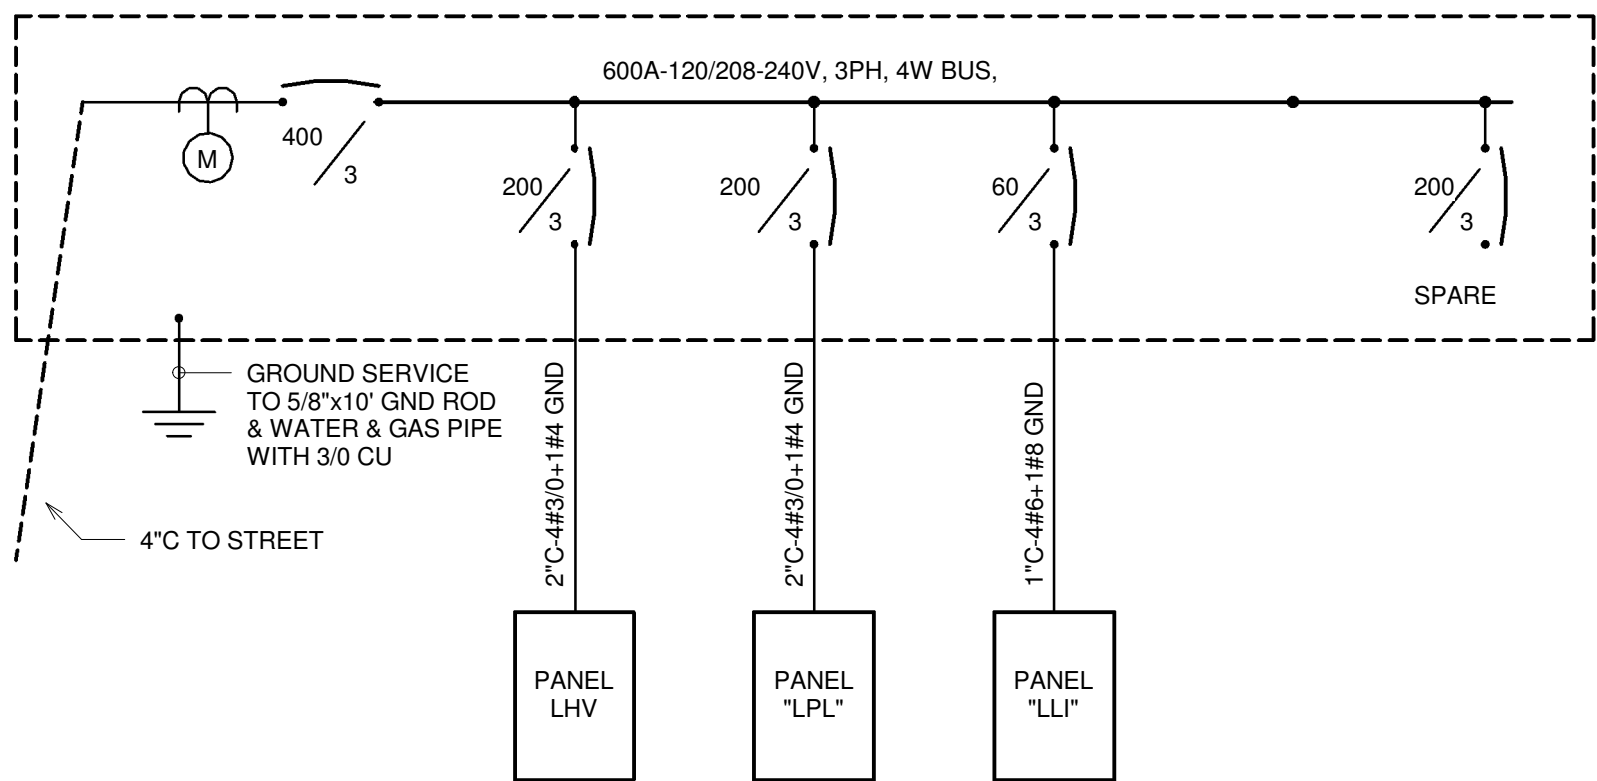 600A-120/208-240V, 3PH, 4W BUS,
400
3
M
200
3
200
3
60
3
200
3
SPARE
GROUND SERVICE
TO 5/8"x10' GND ROD
& WATER & GAS PIPE
WITH 3/0 CU
4"C TO STREET
2"C-4#3/0+1#4 GND
2"C-4#3/0+1#4 GND
1"C-4#6+1#8 GND
PANEL
LHV
PANEL
"LPL"
PANEL
"LLI"